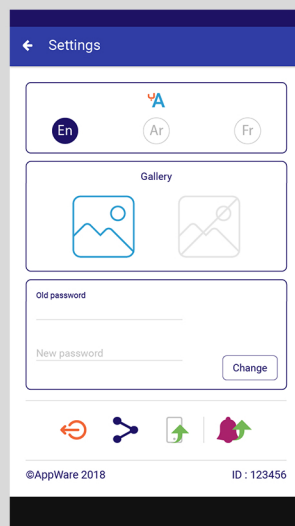 Settings
En
Ar
Fr
Gallery
Old password
New password
Change
©AppWare 2018
ID : 123456